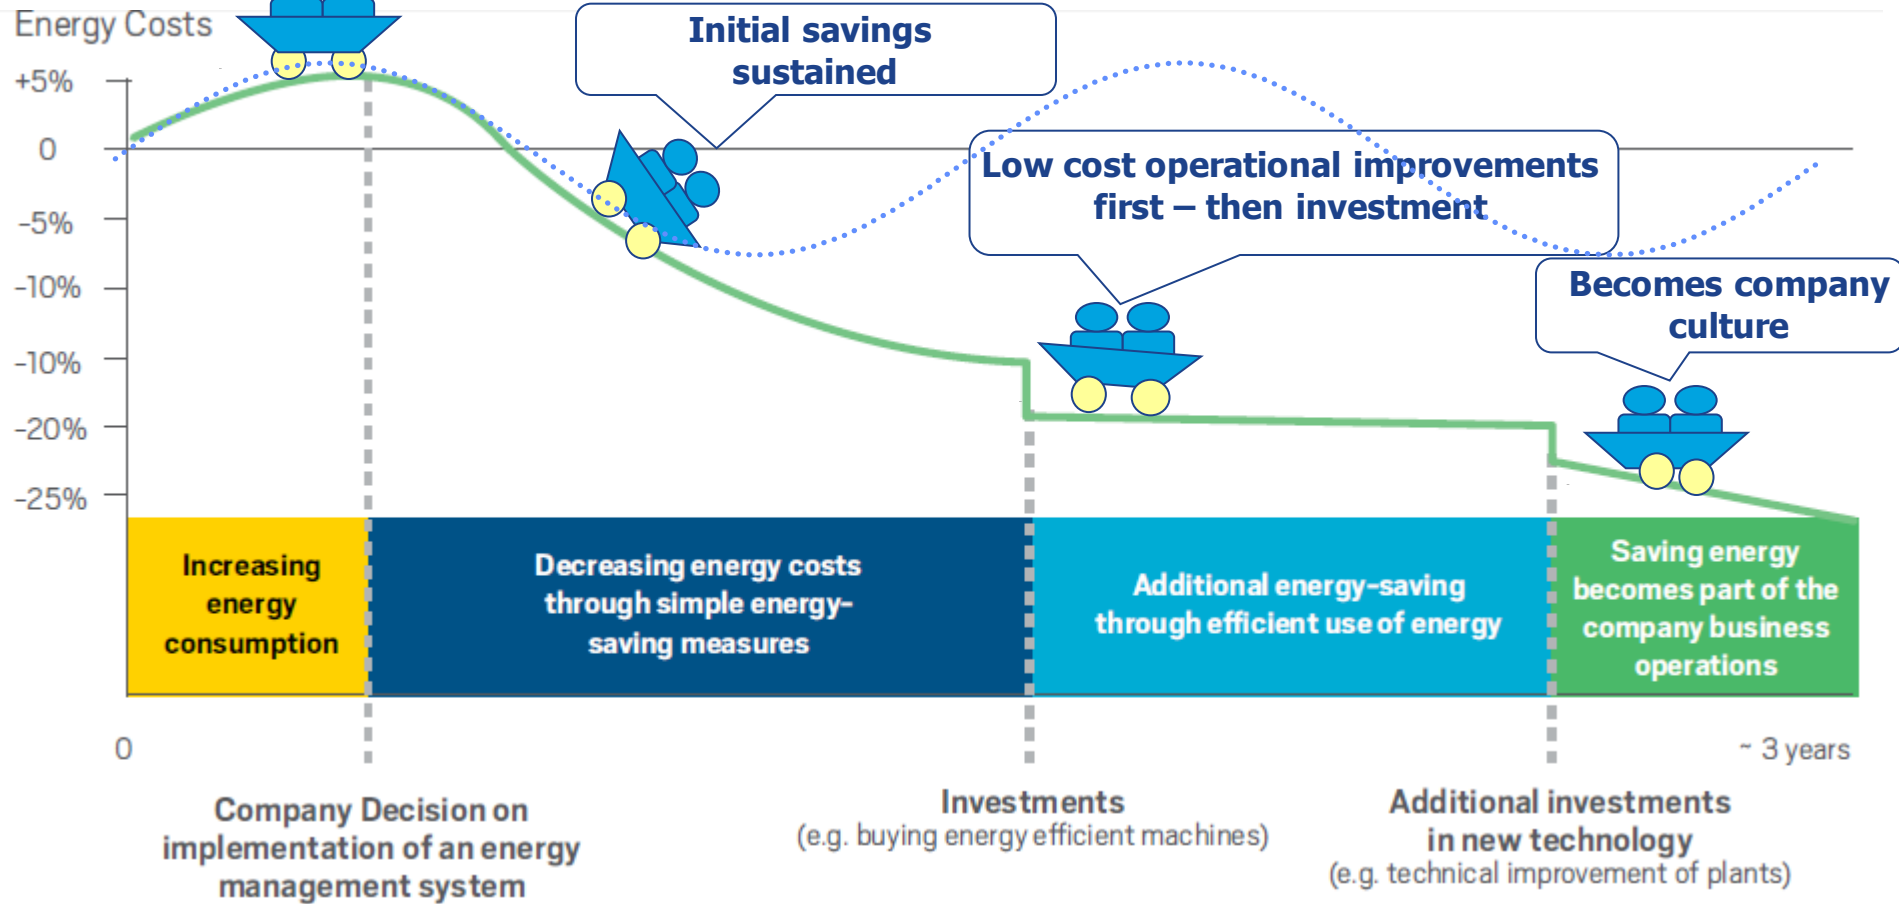 Energy Costs
+5%
0
-5%
-10%
-10%
-20%
-25%
Initial savings
sustained
Low cost operational improvements
first – then investment
Becomes company
culture
Increasing
energy
consumption
Decreasing energy costs
through simple energy-
saving measures
Additional energy-saving
through efficient use of energy
Saving energy
becomes part of the
company business
operations
0
~ 3 years
Company Decision on
implementation of an energy
management system
Investments
(e.g. buying energy efficient machines)
Additional investments
in new technology
(e.g. technical improvement of plants)